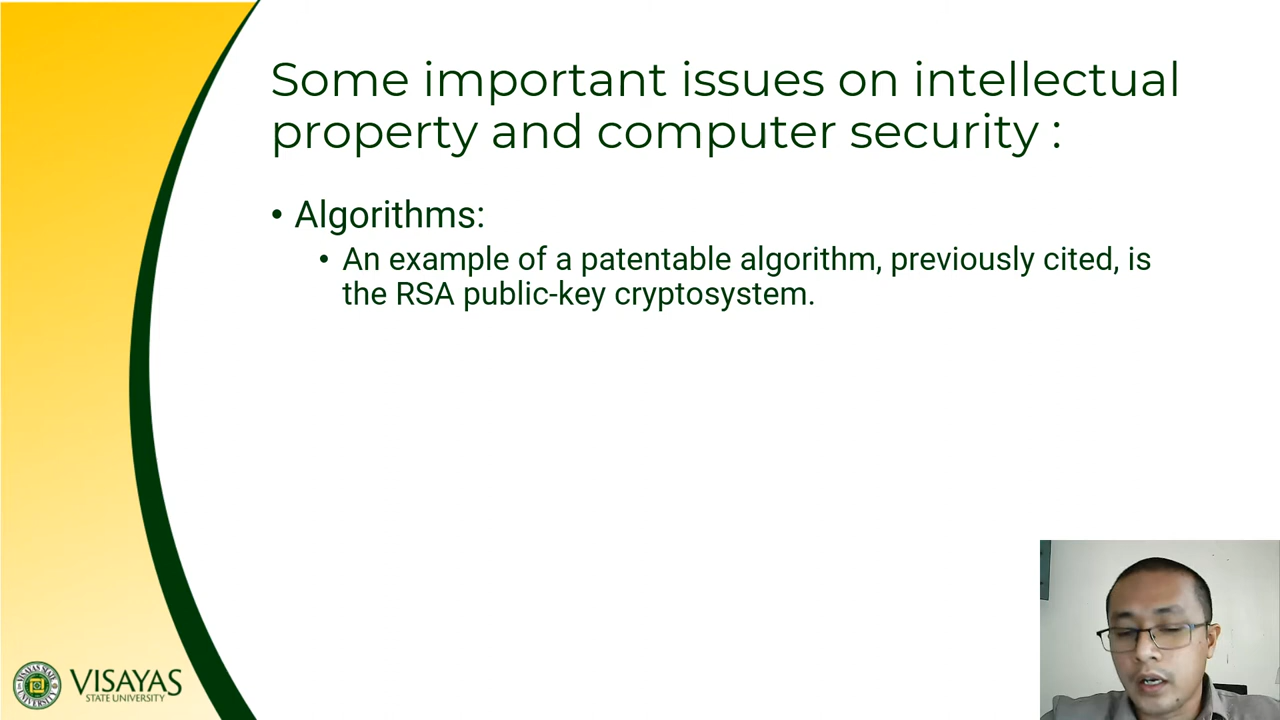 Some important issues on intellectual
property and computer security :
• Algorithms:
• An example of a patentable algorithm, previously cited, is
the RSA public-key cryptosystem.
VISAYAS
STATE UNIVERSITY